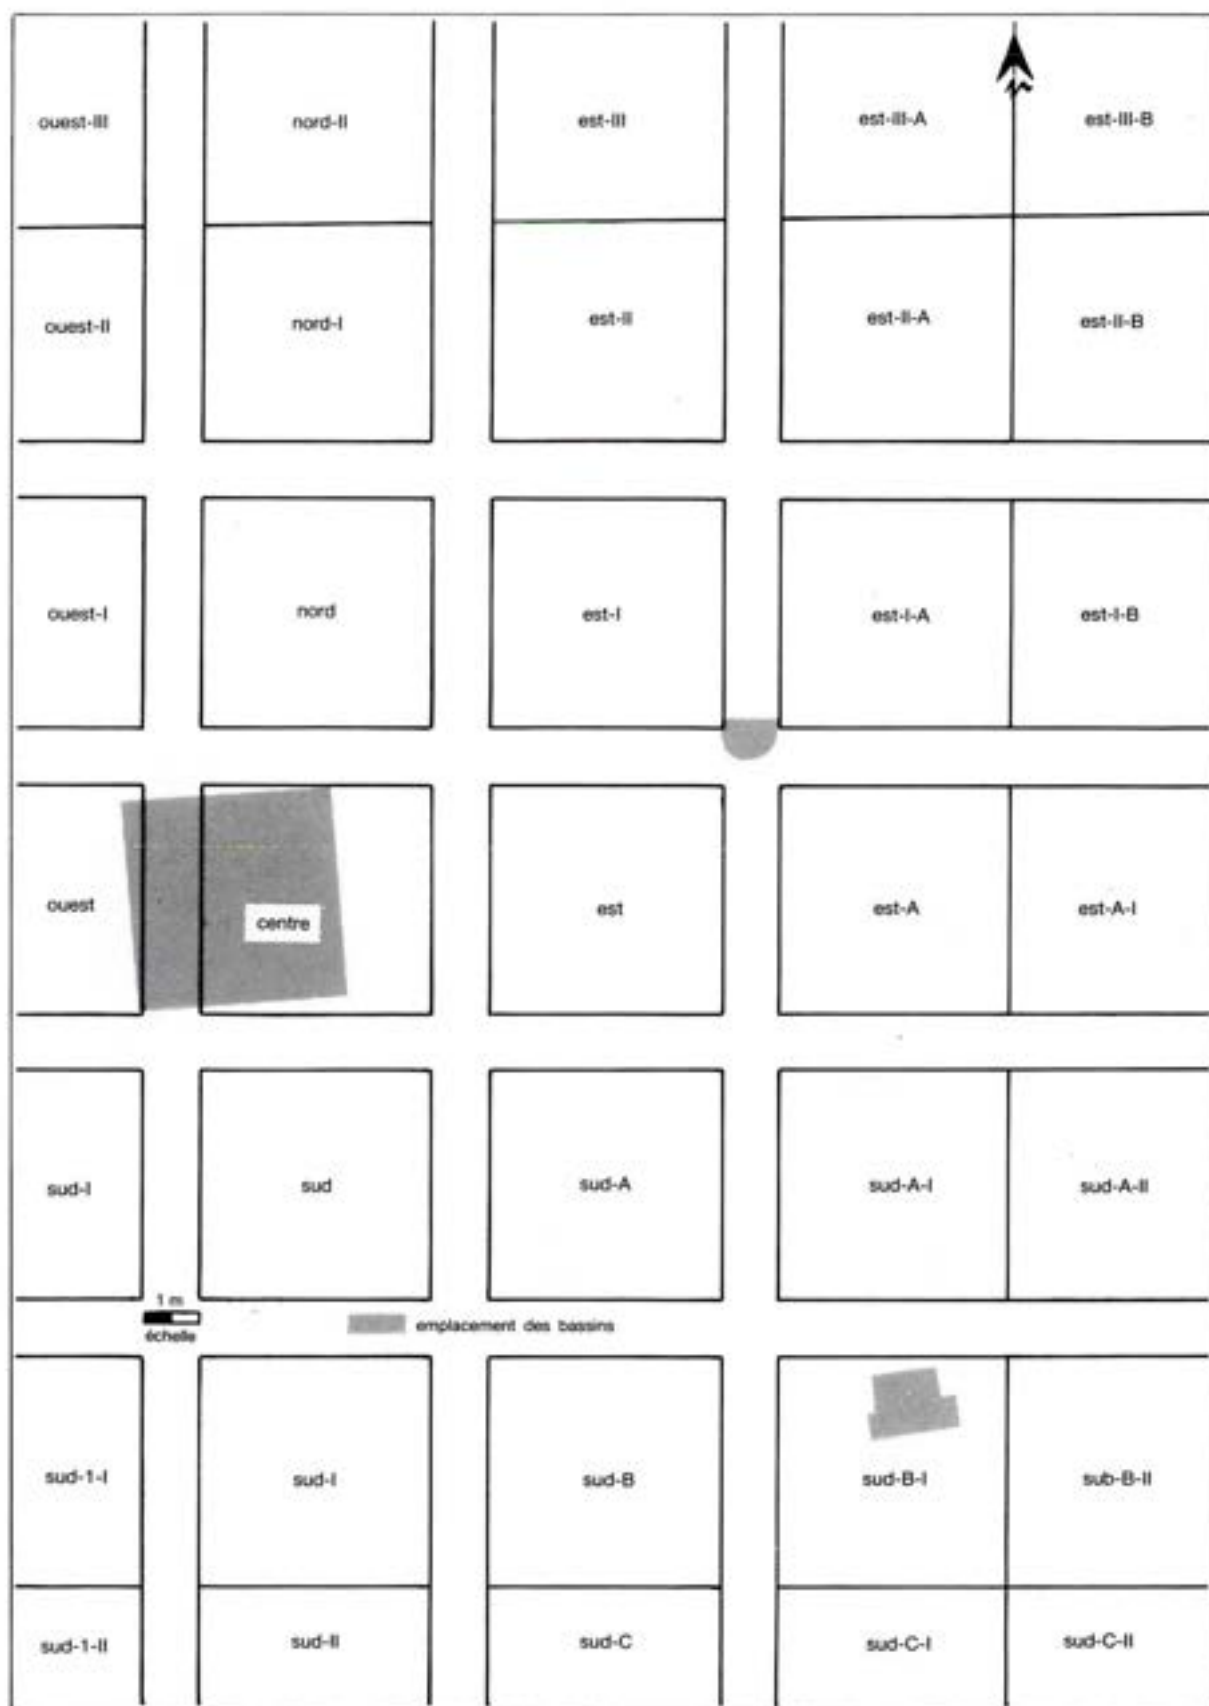 ouest-III nord-II est-III est-III-A est-III-B
ouest-II nord-I est-II est-II-A est-II-B
ouest-I nord est-I est-I-A est-I-B
ouest centre est est-A est-A-I
sud-I sud sud-A sud-A-I sud-A-II
1 m
échelle
emplacement des bassins
sud-1-I sud-I sud-B sud-B-I sub-B-II
sud-1-II sud-II sud-C sud-C-I sud-C-II